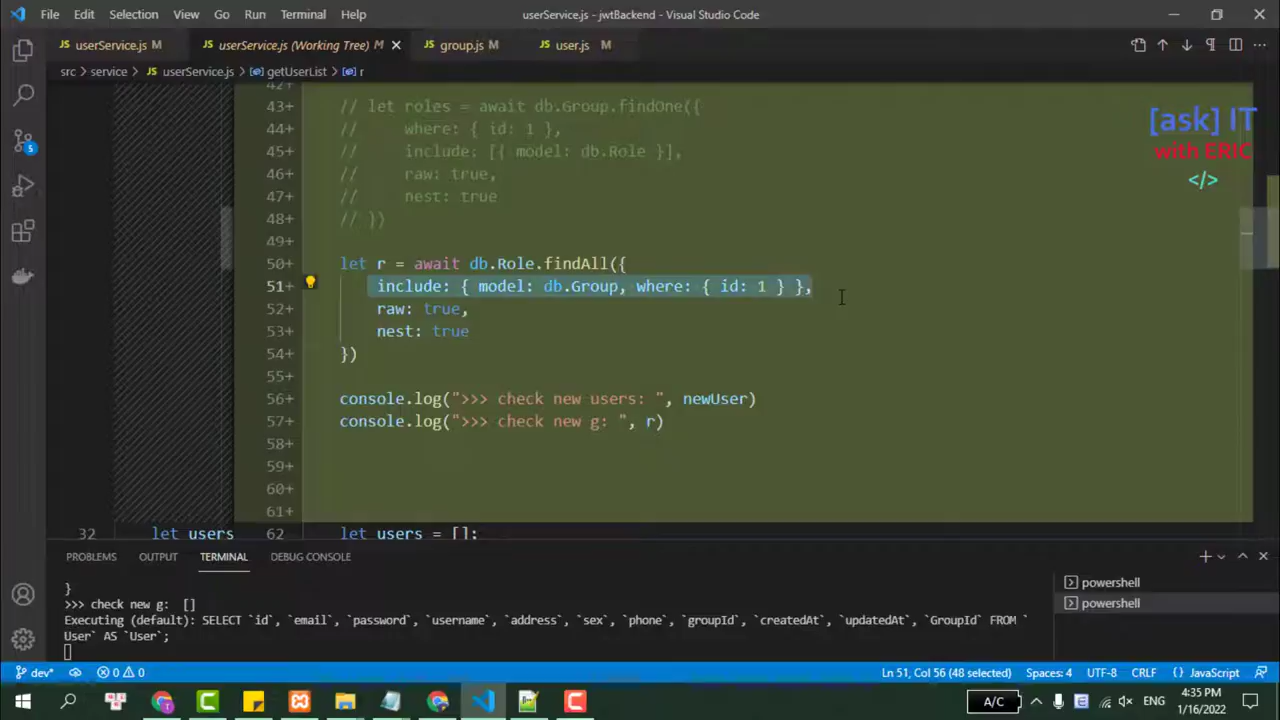 File Edit Selection View Go Run Terminal Help userService.js - jwtBackend - Visual Studio Code
userService.js M userService.js (Working Tree) M group.js M user.js M
src > service > userService.js > getUserList > r
42+
43+ // let roles = await db.Group.findOne({
44+ //     where: { id: 1 },
45+ //     include: [{ model: db.Role }],
46+ //     raw: true,
47+ //     nest: true
48+ // })
49+
50+ let r = await db.Role.findAll({
51+     include: { model: db.Group, where: { id: 1 } },
52+     raw: true,
53+     nest: true
54+ })
55+
56+ console.log(">>> check new users: ", newUser)
57+ console.log(">>> check new g: ", r)
58+
59+
60+
61+
32 let users 62 let users = [];
[ask] IT
with ERIC
</>
5
PROBLEMS OUTPUT TERMINAL DEBUG CONSOLE
}
>>> check new g:  []
Executing (default): SELECT `id`, `email`, `password`, `username`, `address`, `sex`, `phone`, `groupId`, `createdAt`, `updatedAt`, `GroupId` FROM `
User` AS `User`;
powershell
powershell
dev* 0 0 Ln 51, Col 56 (48 selected) Spaces: 4 UTF-8 CRLF {} JavaScript
A/C ENG 4:35 PM
1/16/2022